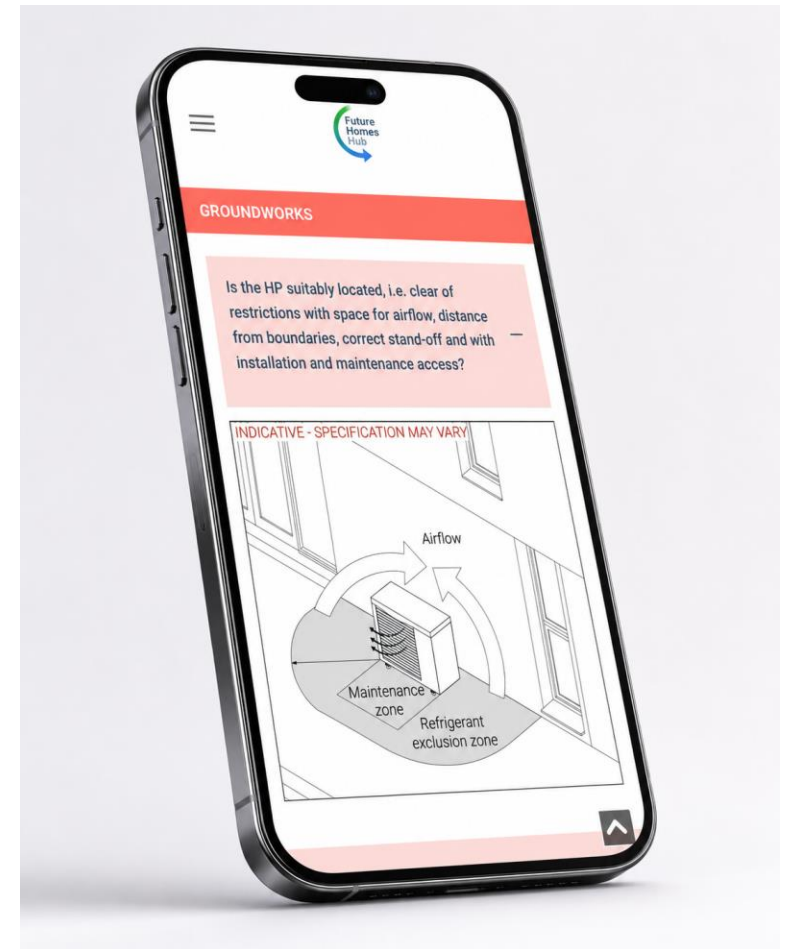 Future
Homes
Hub
GROUNDWORKS
Is the HP suitably located, i.e. clear of
restrictions with space for airflow, distance
from boundaries, correct stand-off and with
installation and maintenance access?
INDICATIVE - SPECIFICATION MAY VARY
Airflow
Maintenance
zone
Refrigerant
exclusion zone